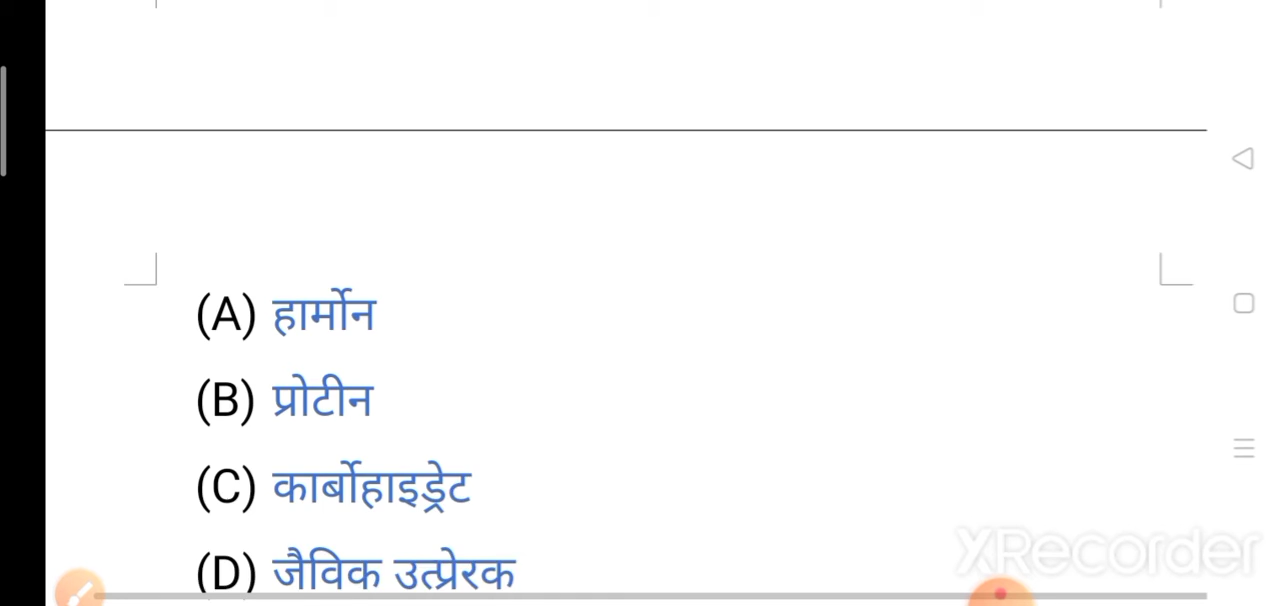 (A) हार्मोन
(B) प्रोटीन
(C) कार्बोहाइड्रेट
(D) जैविक उत्प्रेरक
XRecorder